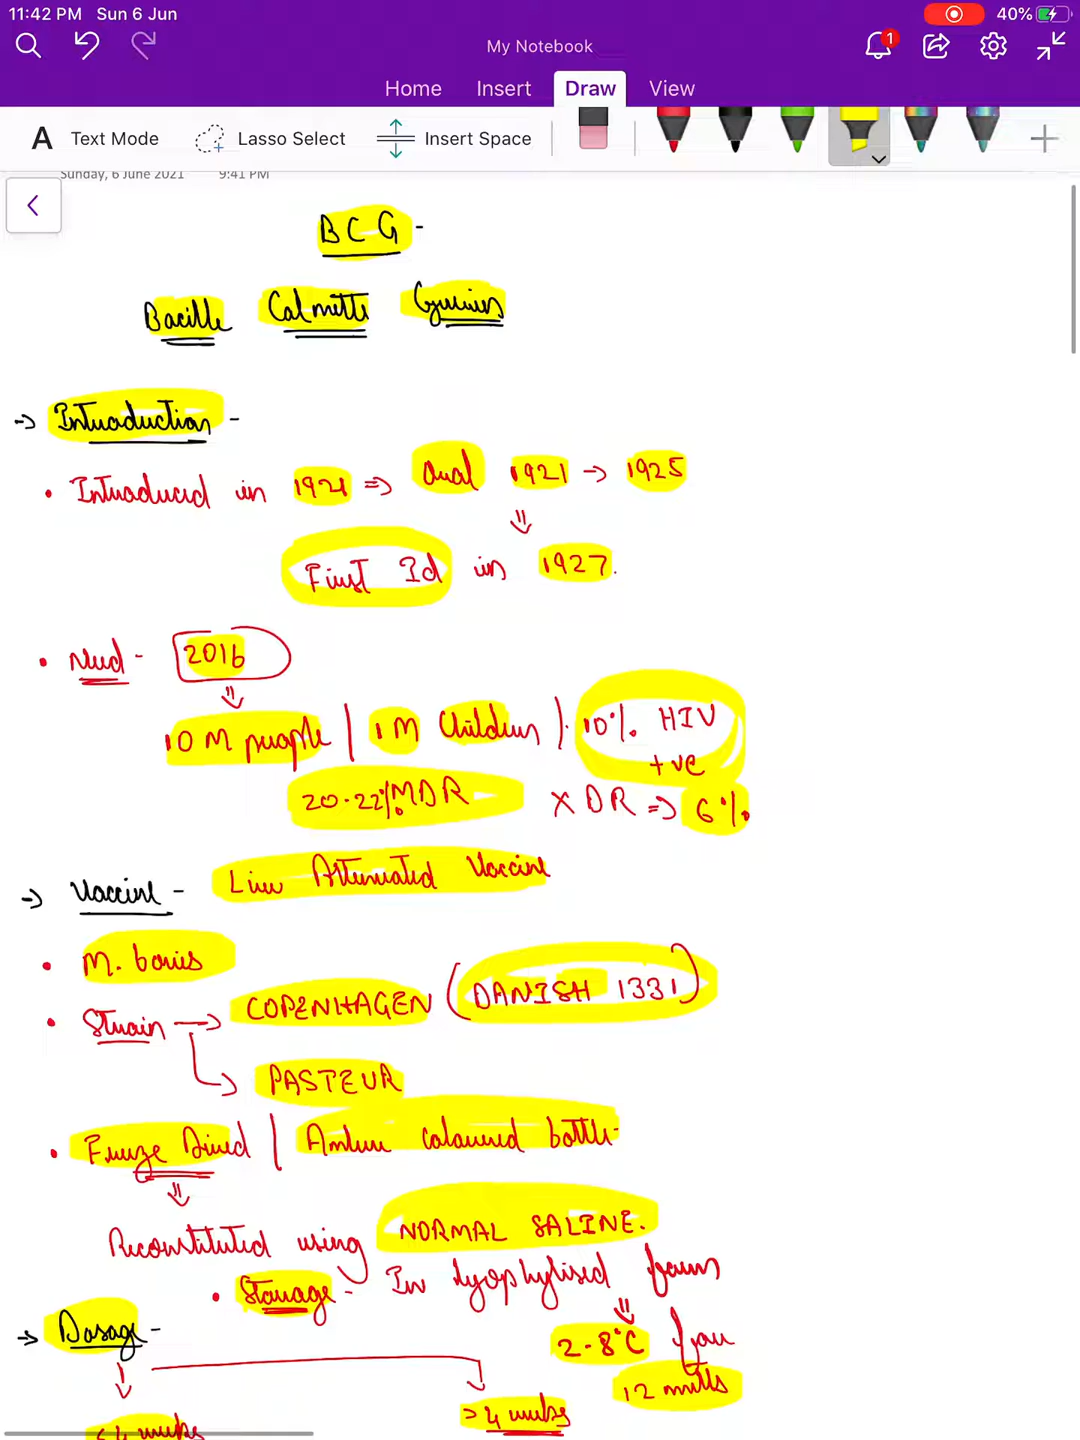 11:42 PM Sun 6 Jun 40%
My Notebook 1
Home Insert Draw View
A Text Mode Lasso Select Insert Space
Sunday, 6 June 2021 9:41 PM
BCG -
Bacille Calmette Guerin
→ Introduction -
• Introduced in 1921 ⇒ oral 1921 → 1925
First Id in 1927.
• Need - 2016
10 M people | 1 M Children | 10% HIV +ve
20-22% MDR XDR ⇒ 6%
→ Vaccine - Live Attenuated Vaccine
• M. bovis
• Strain → COPENHAGEN (DANISH 1331)
→ PASTEUR
• Freeze Dried | Amber coloured bottle-
Reconstituted using NORMAL SALINE.
• Storage - In lyophylised form
2-8°C for
12 mnths
→ Dosage -
<4 weeks >4 weeks